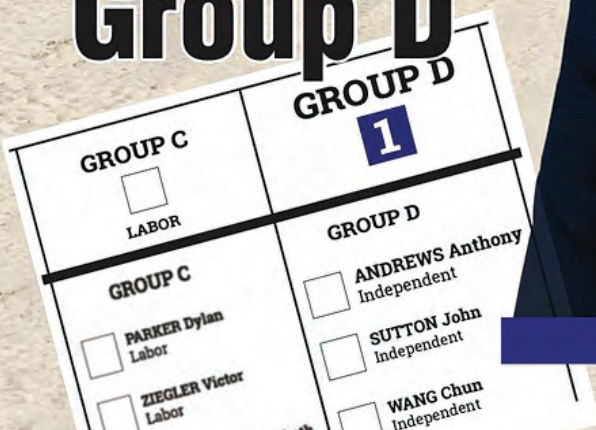 Group D
GROUP C
LABOR
GROUP D
1
GROUP C
PARKER Dylan
Labor
ZIEGLER Victor
Labor
GROUP D
ANDREWS Anthony
Independent
SUTTON John
Independent
WANG Chun
Independent